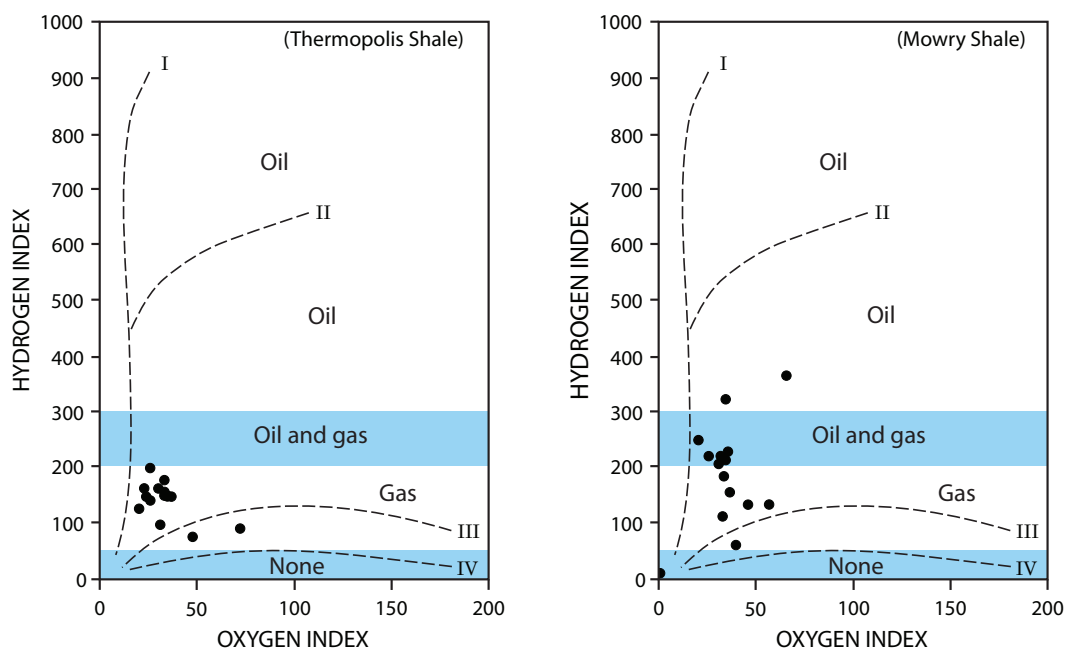 (Thermopolis Shale)
HYDROGEN INDEX
1000
900
800
700
600
500
400
300
200
100
0
I
Oil
II
Oil
Oil and gas
Gas
III
None
IV
0
50
100
150
200
OXYGEN INDEX
(Mowry Shale)
HYDROGEN INDEX
1000
900
800
700
600
500
400
300
200
100
0
I
Oil
II
Oil
Oil and gas
Gas
III
None
IV
0
50
100
150
200
OXYGEN INDEX